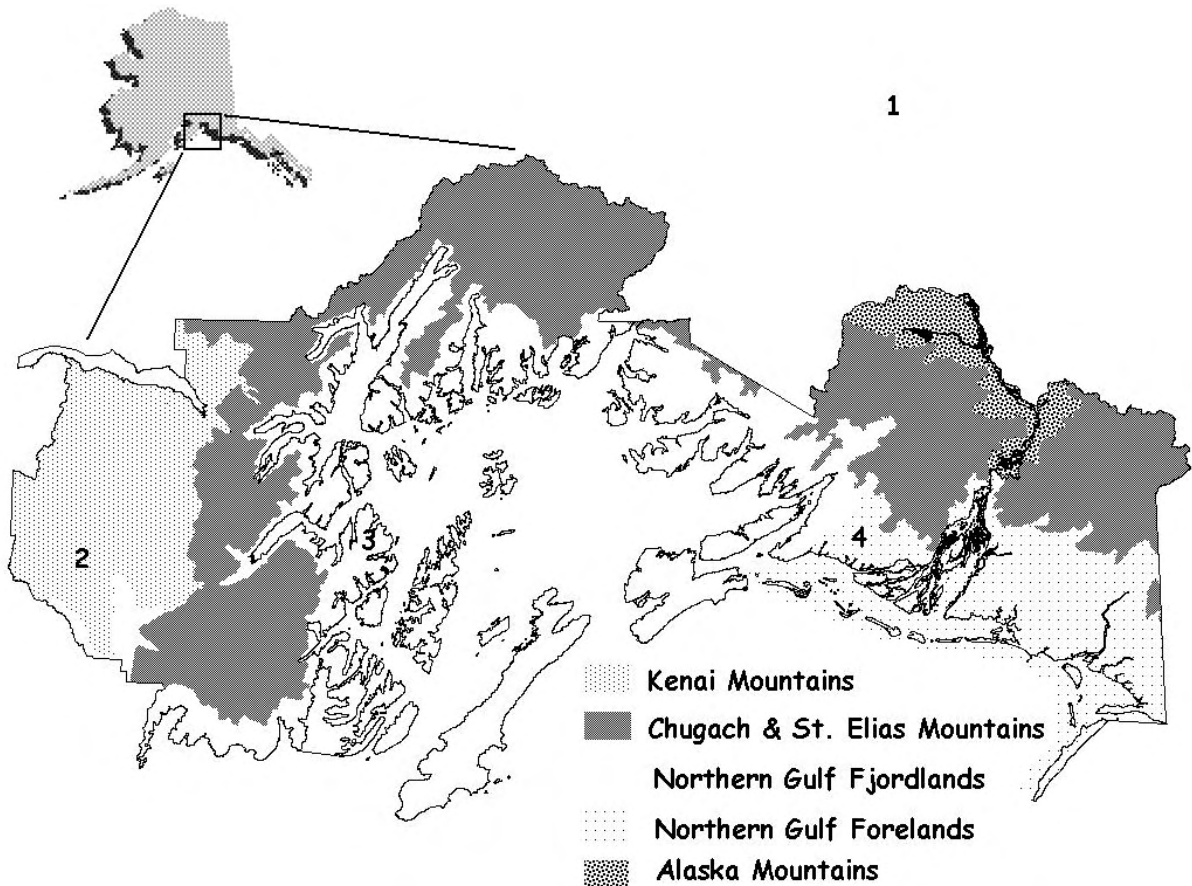 1
2
3
4
Kenai Mountains
Chugach & St. Elias Mountains
Northern Gulf Fjordlands
Northern Gulf Forelands
Alaska Mountains